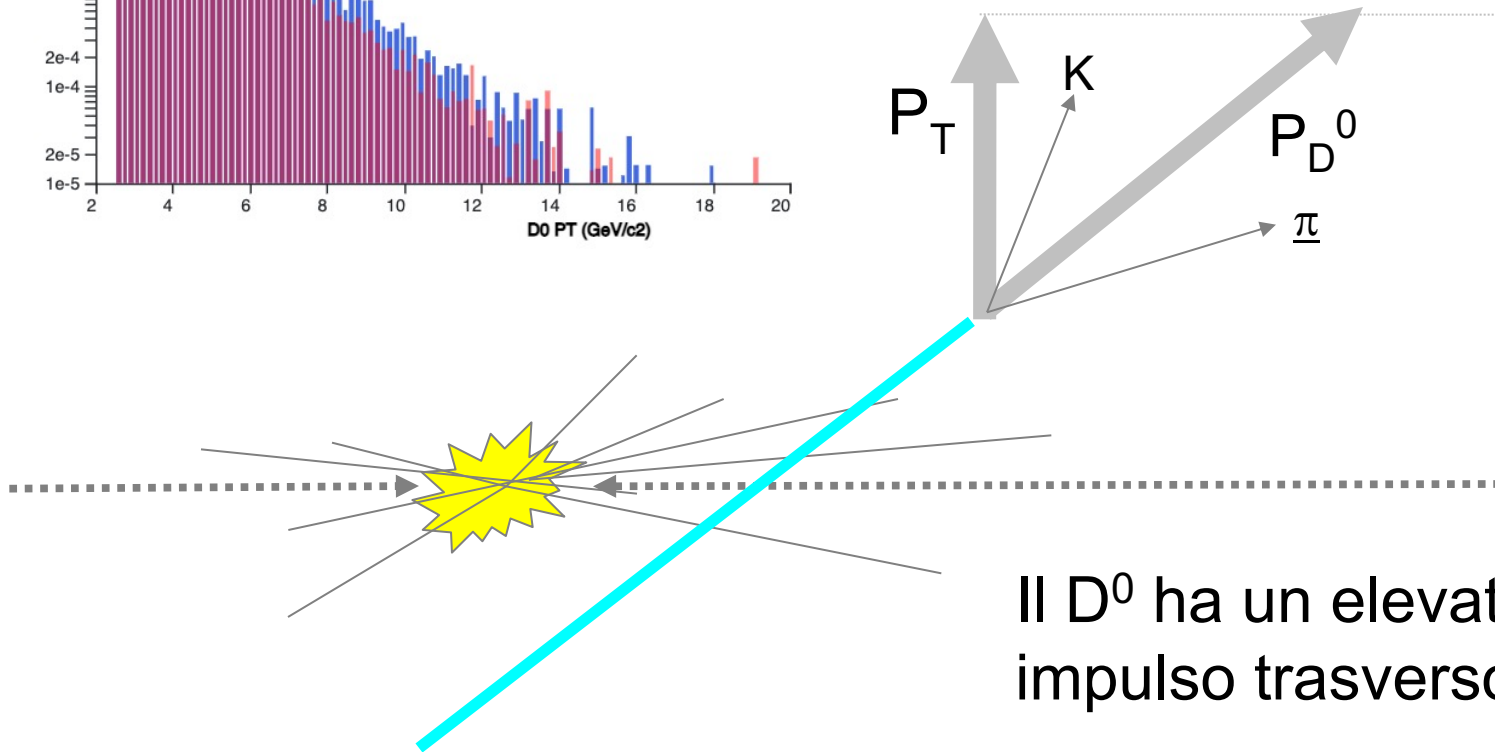 2e-4
1e-4
2e-5
1e-5
2 4 6 8 10 12 14 16 18 20
D0 PT (GeV/c2)
P_T
K
P_D^0
π
Il D^0 ha un elevat
impulso trasverso